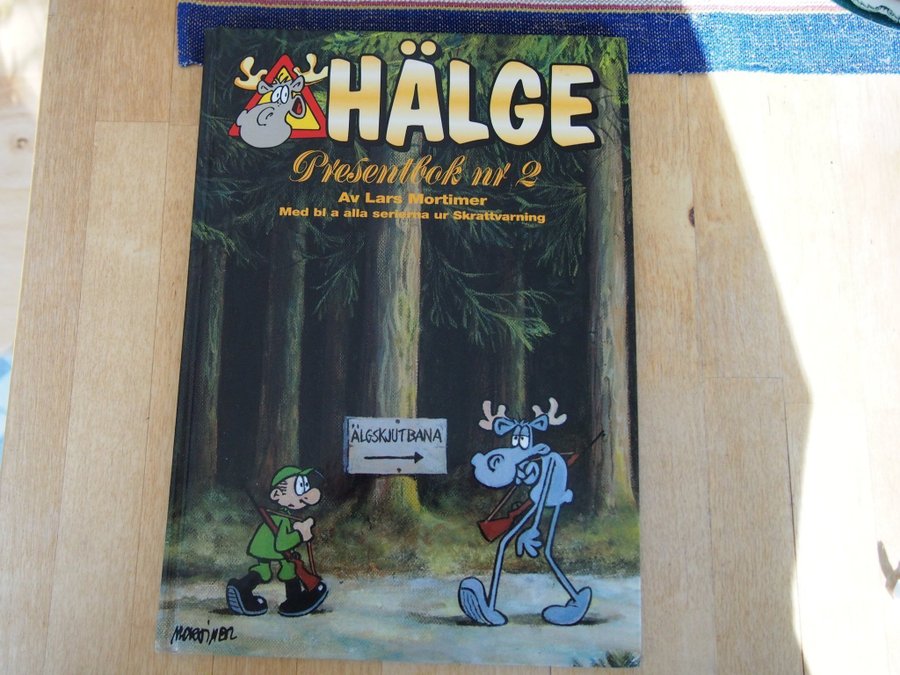 HÄLGE
Presentbok nr 2
Av Lars Mortimer
Med bl a alla serierna ur Skrattvarning
ÄLGSKJUTBANA
MORTIMER